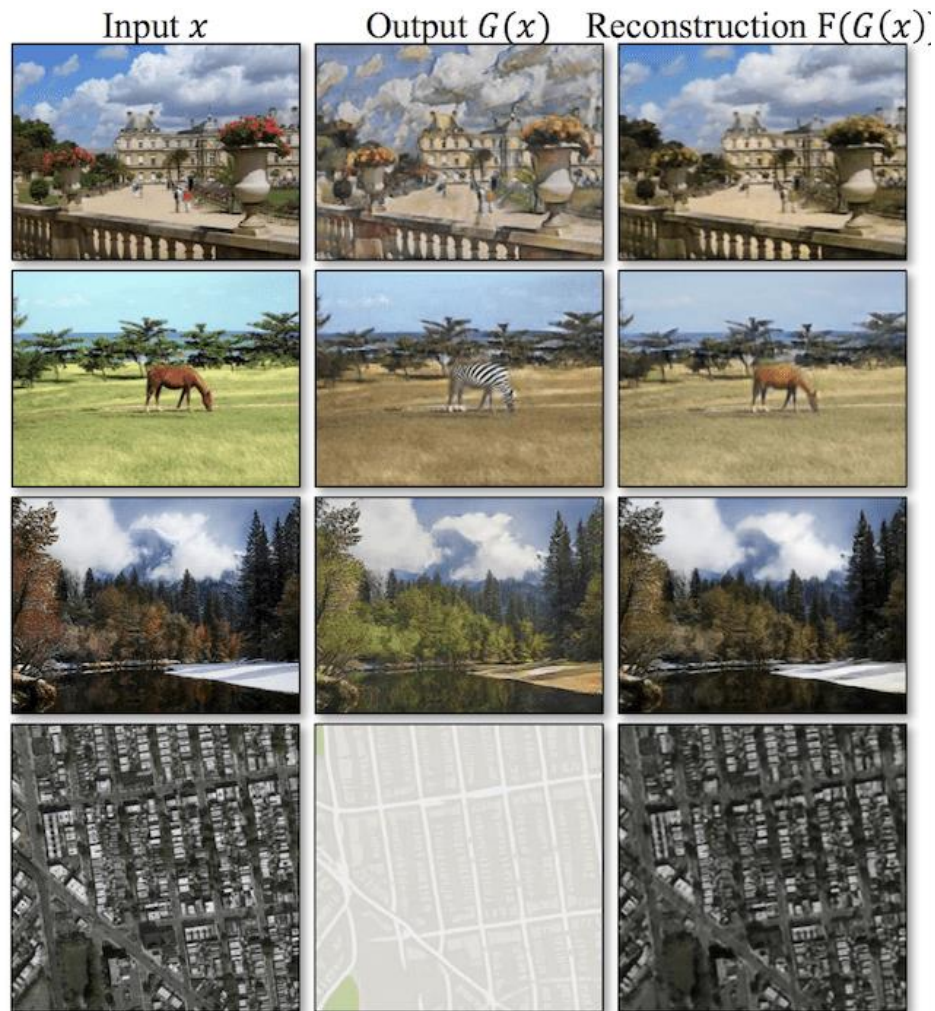 Input 𝑥 Output 𝐺(𝑥) Reconstruction F(𝐺(𝑥))